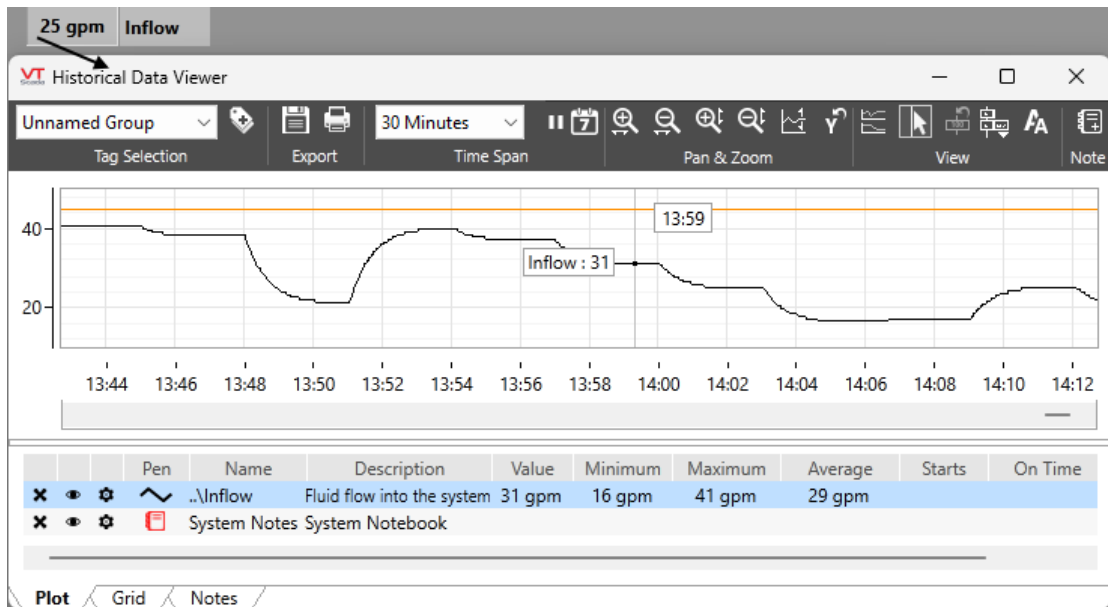 25 gpm Inflow
VT Scada Historical Data Viewer
Unnamed Group 30 Minutes 7
Tag Selection Export Time Span Pan & Zoom View Note
13:59
40
Inflow : 31
20
13:44 13:46 13:48 13:50 13:52 13:54 13:56 13:58 14:00 14:02 14:04 14:06 14:08 14:10 14:12
Pen Name Description Value Minimum Maximum Average Starts On Time
..\Inflow Fluid flow into the system 31 gpm 16 gpm 41 gpm 29 gpm
System Notes System Notebook
Plot Grid Notes